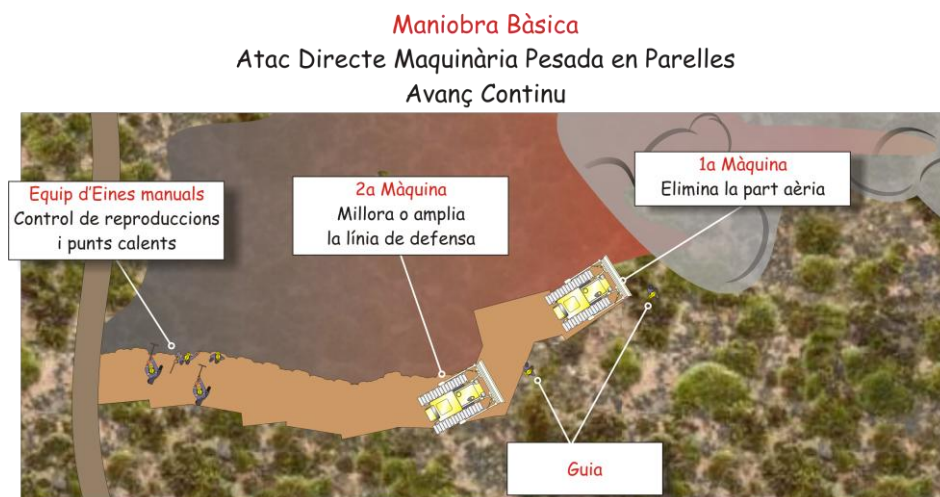 Maniobra Bàsica
Atac Directe Maquinària Pesada en Parelles
Avanç Continu
1a Màquina
Elimina la part aèria
Equip d'Eines manuals
Control de reproduccions
i punts calents
2a Màquina
Millora o amplia
la línia de defensa
Guia